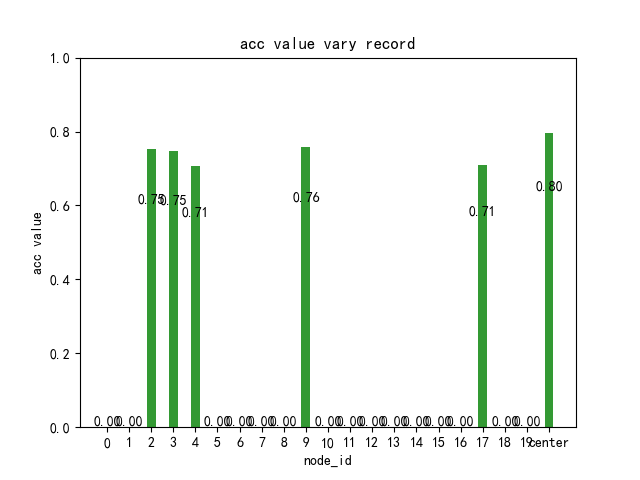 acc value vary record
1.0
0.8
0.6
0.4
0.2
0.0
acc value
0.00 0.00 0.75 0.75 0.71 0.00 0.00 0.00 0.00 0.76 0.00 0.00 0.00 0.00 0.00 0.00 0.00 0.71 0.00 0.00 0.80
0 1 2 3 4 5 6 7 8 9 10 11 12 13 14 15 16 17 18 19 center
node_id